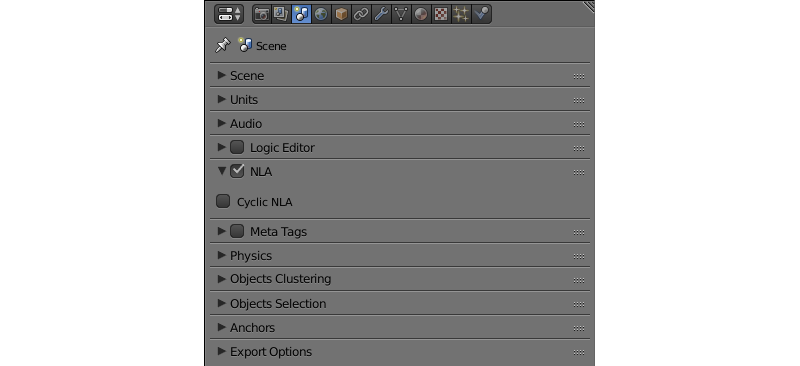 Scene
Scene
Units
Audio
Logic Editor
NLA
Cyclic NLA
Meta Tags
Physics
Objects Clustering
Objects Selection
Anchors
Export Options